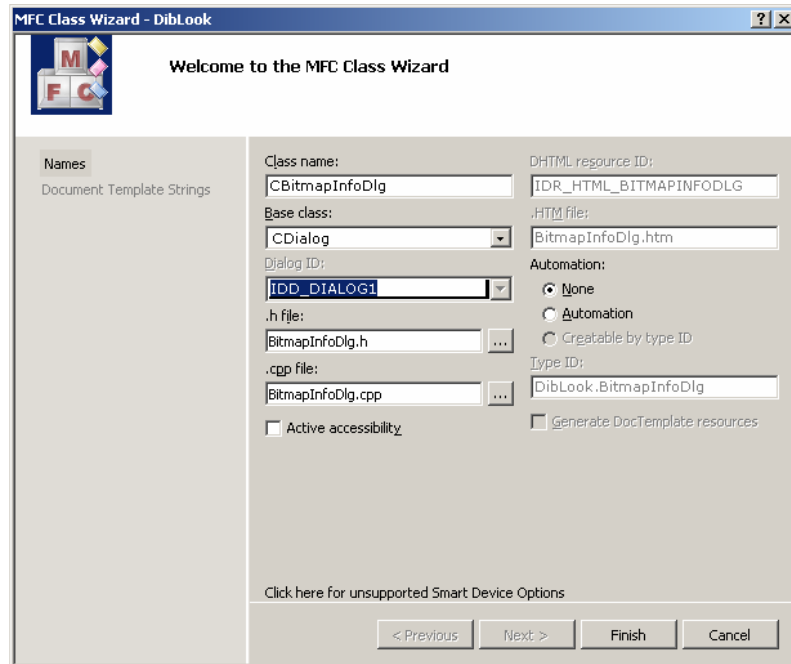 MFC Class Wizard - DibLook
M
F C
Welcome to the MFC Class Wizard
Names
Document Template Strings
Class name:
CBitmapInfoDlg
Base class:
CDialog
Dialog ID:
IDD_DIALOG1
.h file:
BitmapInfoDlg.h
...
.cpp file:
BitmapInfoDlg.cpp
...
Active accessibility
DHTML resource ID:
IDR_HTML_BITMAPINFODLG
.HTM file:
BitmapInfoDlg.htm
Automation:
None
Automation
Creatable by type ID
Type ID:
DibLook.BitmapInfoDlg
Generate DocTemplate resources
Click here for unsupported Smart Device Options
< Previous
Next >
Finish
Cancel